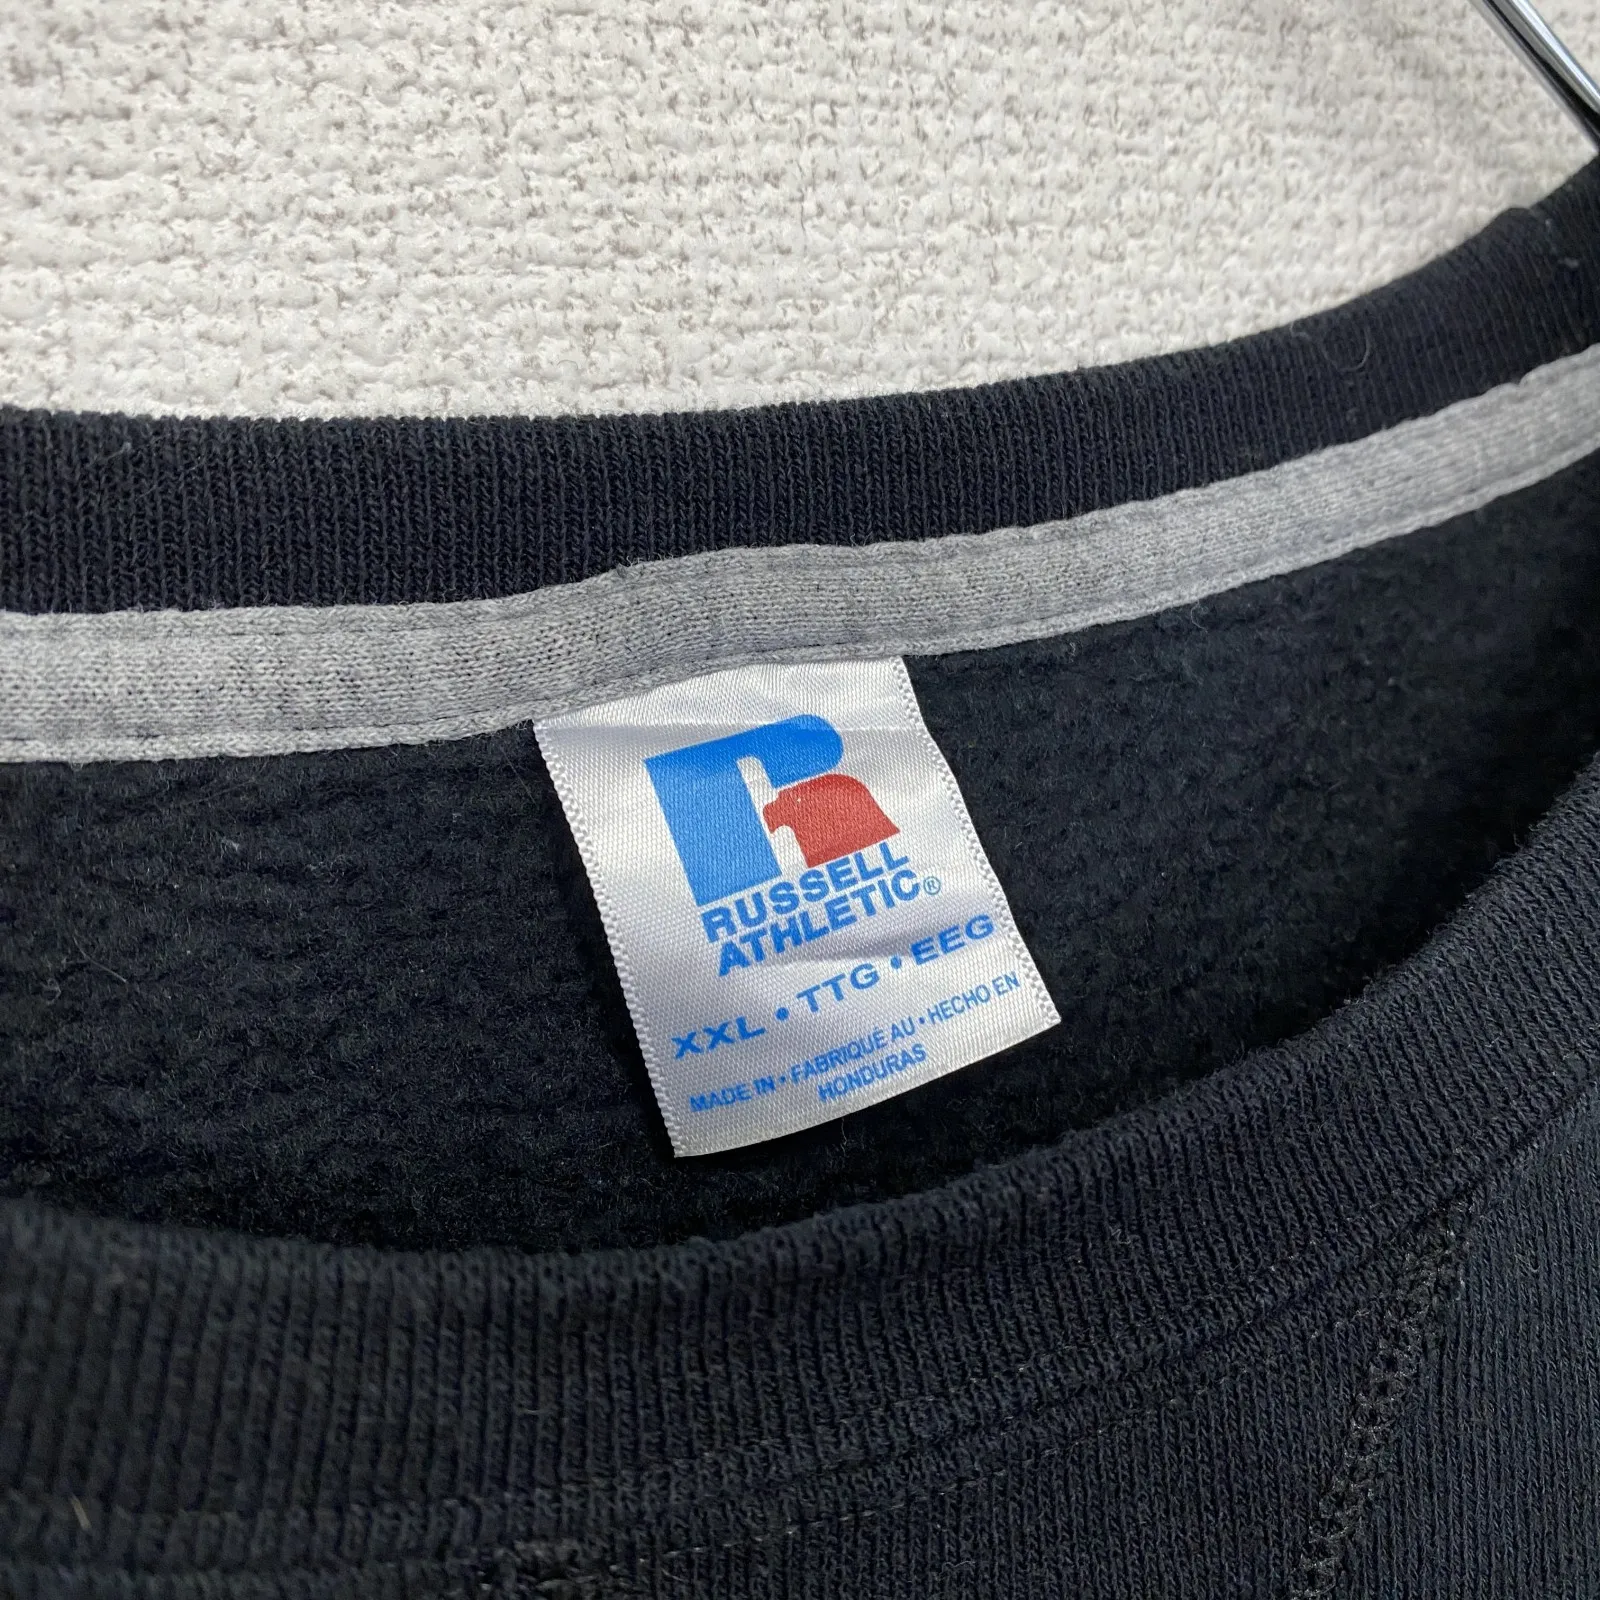 RUSSELL
ATHLETIC®
XXL • TTG • EEG
MADE IN • FABRIQUE AU • HECHO EN
HONDURAS